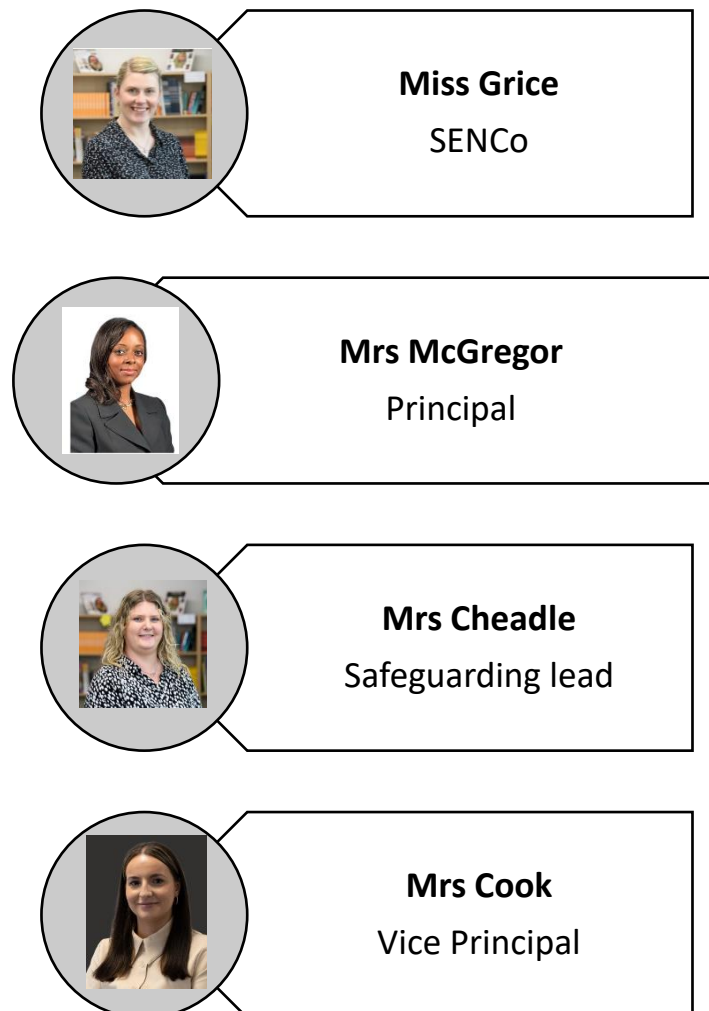 Miss Grice
SENCo
Mrs McGregor
Principal
Mrs Cheadle
Safeguarding lead
Mrs Cook
Vice Principal